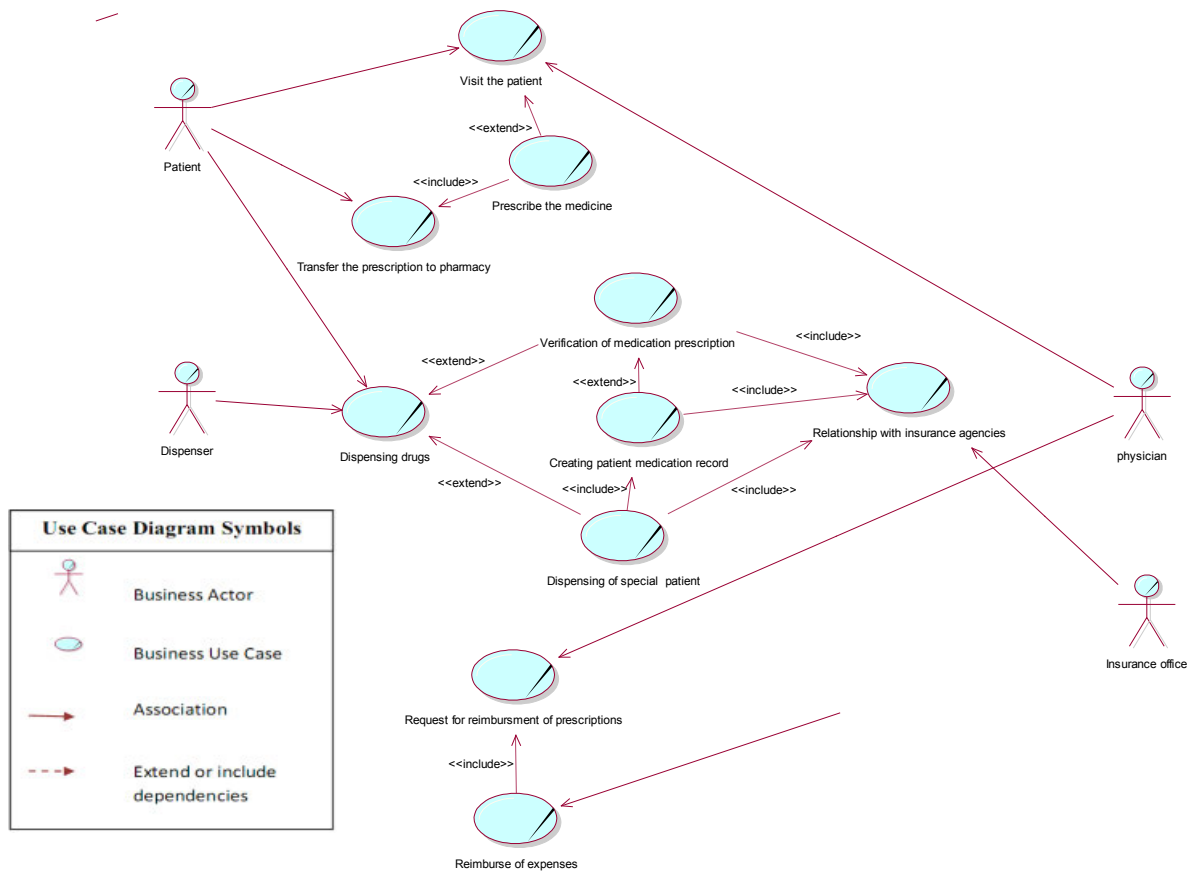 Visit the patient
<<extend>>
Patient
<<include>>
Prescribe the medicine
Transfer the prescription to pharmacy
<<include>>
Verification of medication prescription
<<extend>>
<<extend>>
<<include>>
Dispenser
Dispensing drugs
Relationship with insurance agencies
physician
Creating patient medication record
<<extend>>
<<include>>
<<include>>
Dispensing of special patient
Use Case Diagram Symbols
Business Actor
Business Use Case
Association
Extend or include
dependencies
Insurance office
Request for reimbursment of prescriptions
<<include>>
Reimburse of expenses